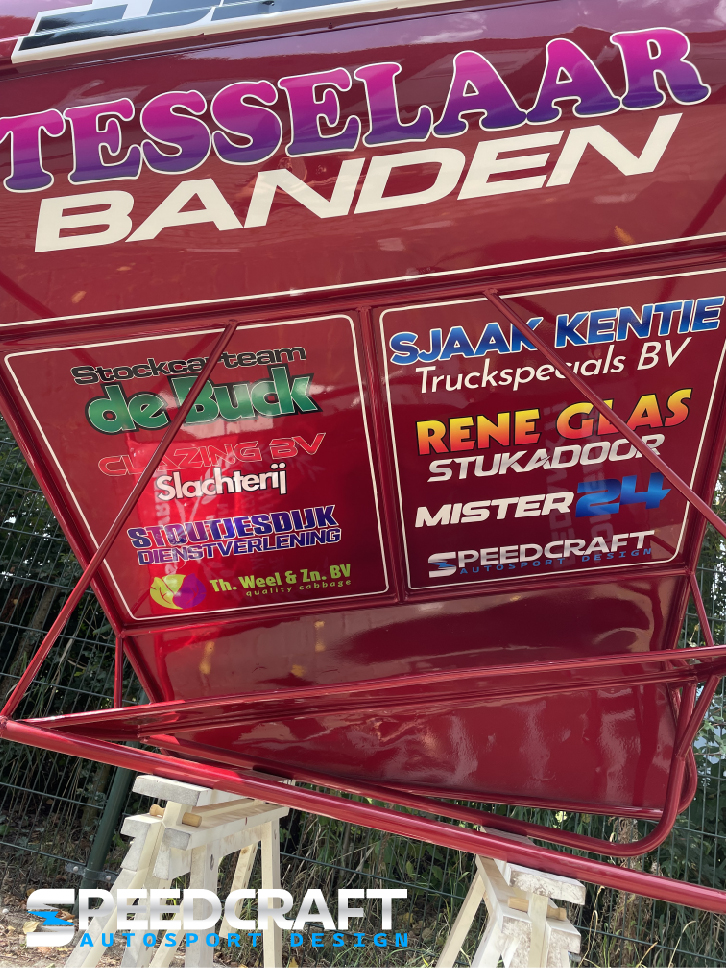 TESSELAAR
BANDEN
Stockcarteam
de Buck
Slachterij
STOUTJESDIJK
DIENSTVERLENING
Th. Weel & Zn. BV
quality cabbage
SJAAK KENTIE
Truckspecials BV
RENE GLAS
STUKADOOR
MISTER 24
SPEEDCRAFT
AUTOSPORT DESIGN
SPEEDCRAFT
AUTOSPORT DESIGN